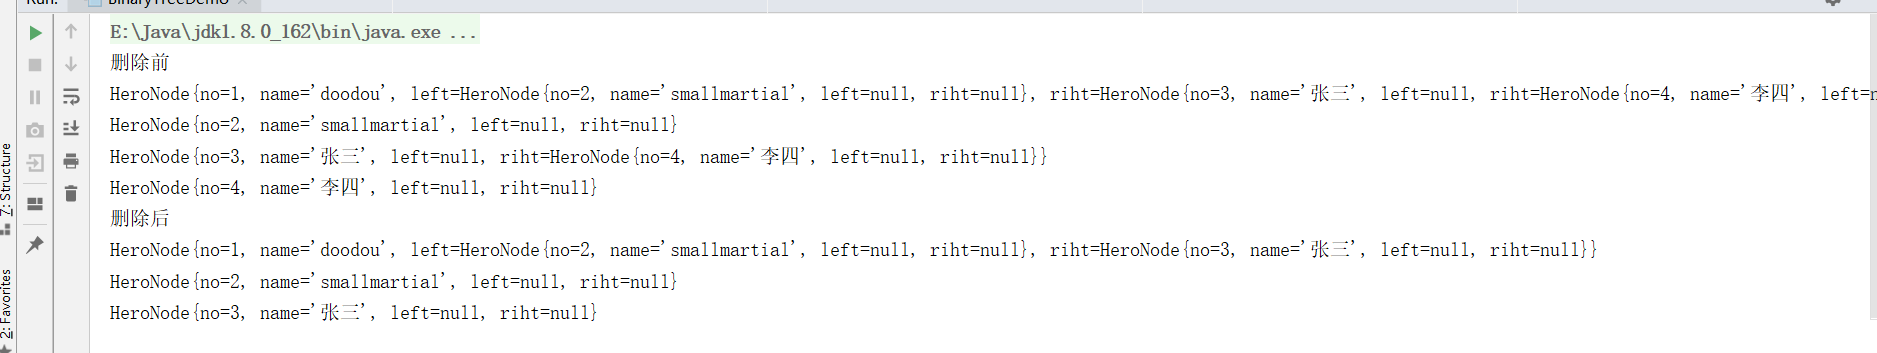 Run: BinaryTreeDemo ×
E:\Java\jdk1.8.0_162\bin\java.exe ...
删除前
HeroNode{no=1, name='doodou', left=HeroNode{no=2, name='smallmartial', left=null, riht=null}, riht=HeroNode{no=3, name='张三', left=null, riht=HeroNode{no=4, name='李四', left=n
HeroNode{no=2, name='smallmartial', left=null, riht=null}
HeroNode{no=3, name='张三', left=null, riht=HeroNode{no=4, name='李四', left=null, riht=null}}
HeroNode{no=4, name='李四', left=null, riht=null}
删除后
HeroNode{no=1, name='doodou', left=HeroNode{no=2, name='smallmartial', left=null, riht=null}, riht=HeroNode{no=3, name='张三', left=null, riht=null}}
HeroNode{no=2, name='smallmartial', left=null, riht=null}
HeroNode{no=3, name='张三', left=null, riht=null}
7: Structure
2: Favorites